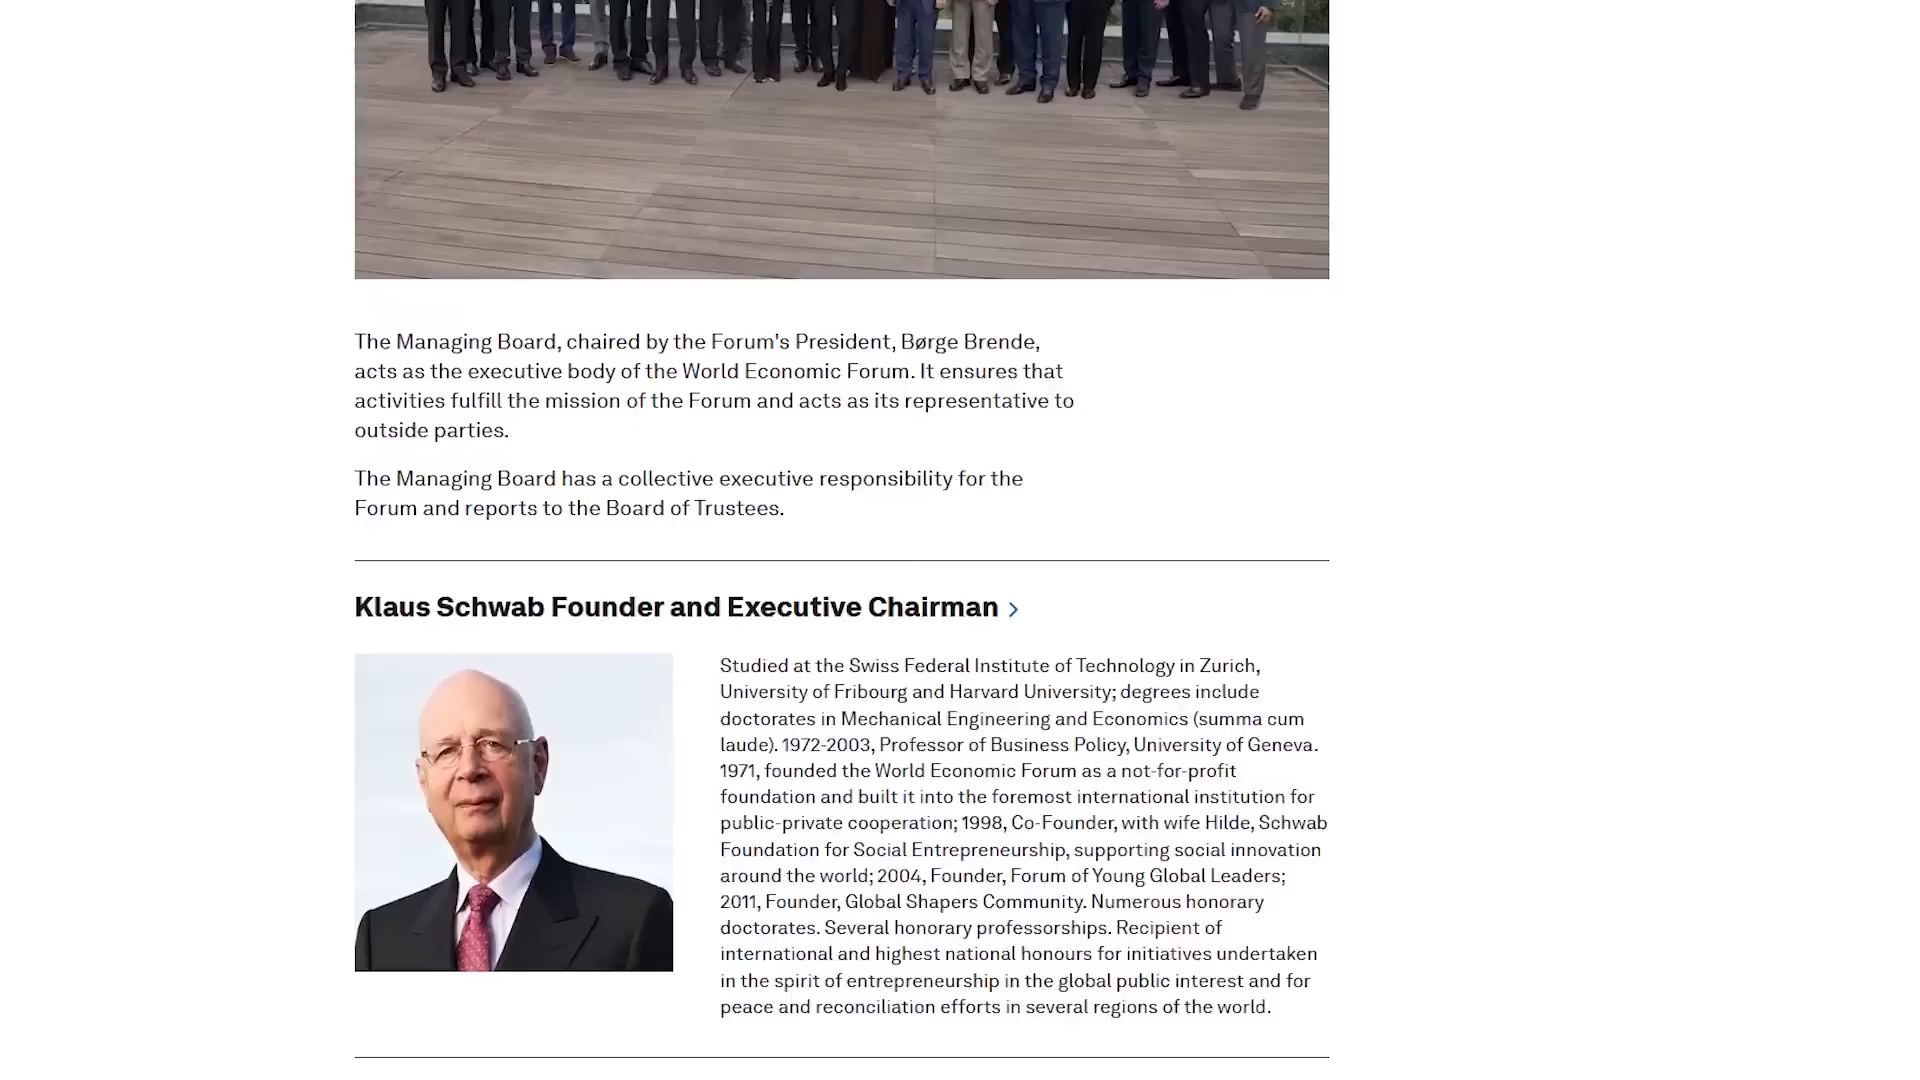 The Managing Board, chaired by the Forum's President, Børge Brende,
acts as the executive body of the World Economic Forum. It ensures that
activities fulfill the mission of the Forum and acts as its representative to
outside parties.
The Managing Board has a collective executive responsibility for the
Forum and reports to the Board of Trustees.
Klaus Schwab Founder and Executive Chairman >
Studied at the Swiss Federal Institute of Technology in Zurich,
University of Fribourg and Harvard University; degrees include
doctorates in Mechanical Engineering and Economics (summa cum
laude). 1972-2003, Professor of Business Policy, University of Geneva.
1971, founded the World Economic Forum as a not-for-profit
foundation and built it into the foremost international institution for
public-private cooperation; 1998, Co-Founder, with wife Hilde, Schwab
Foundation for Social Entrepreneurship, supporting social innovation
around the world; 2004, Founder, Forum of Young Global Leaders;
2011, Founder, Global Shapers Community. Numerous honorary
doctorates. Several honorary professorships. Recipient of
international and highest national honours for initiatives undertaken
in the spirit of entrepreneurship in the global public interest and for
peace and reconciliation efforts in several regions of the world.